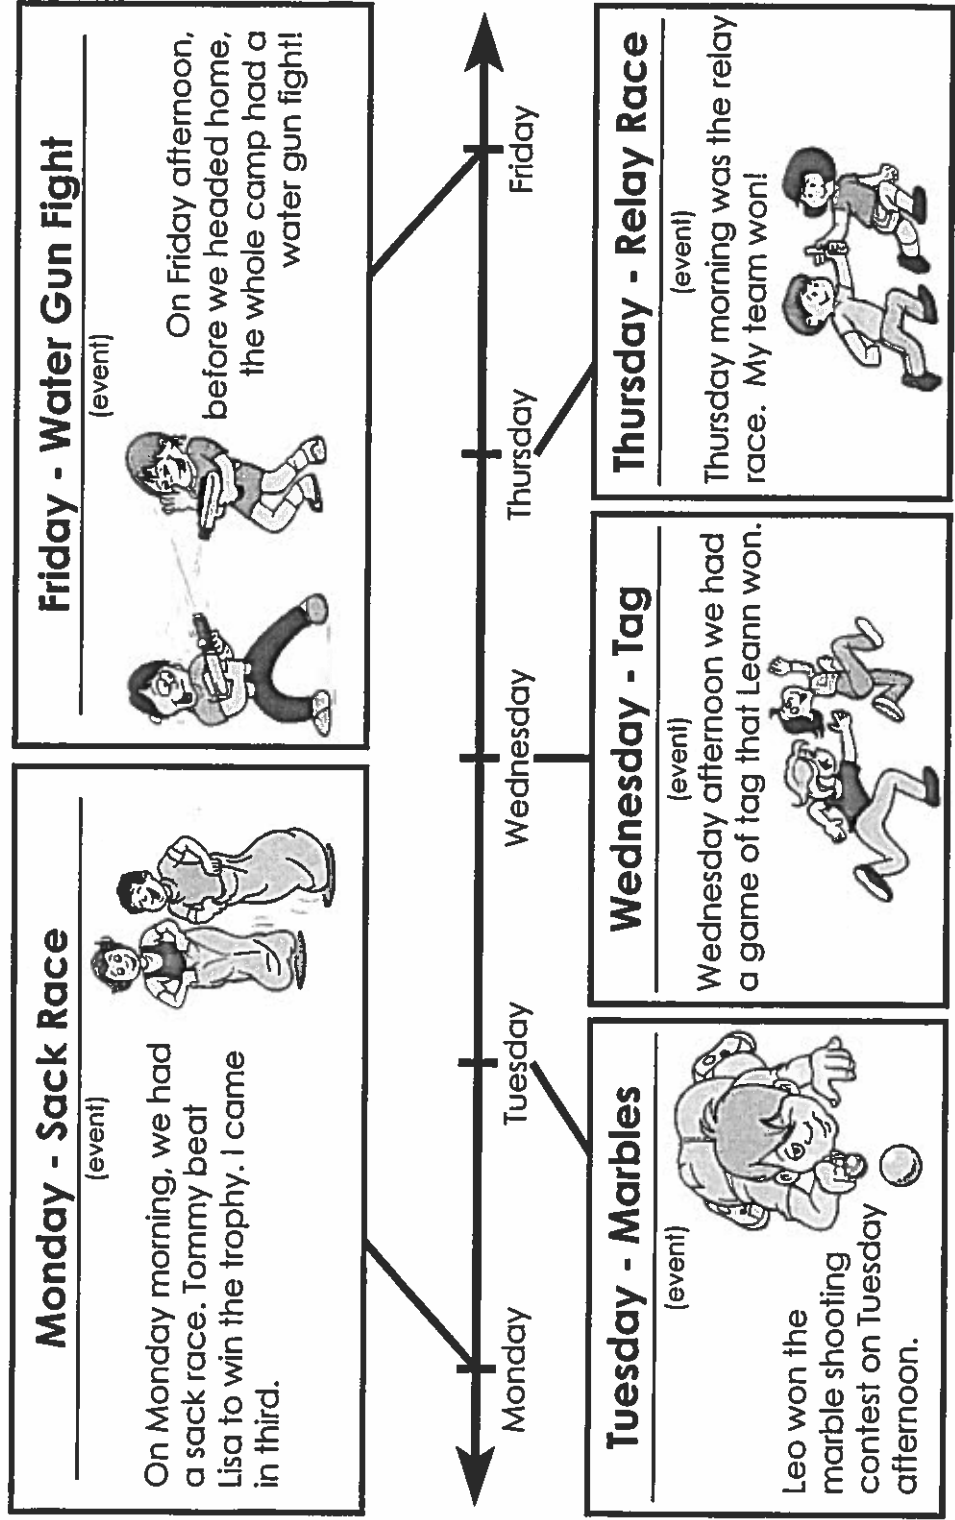 Monday - Sack Race
(event)
On Monday morning, we had
a sack race. Tommy beat
Lisa to win the trophy. I came
in third.
Friday - Water Gun Fight
(event)
On Friday afternoon,
before we headed home,
the whole camp had a
water gun fight!
Monday
Tuesday
Wednesday
Thursday
Friday
Tuesday - Marbles
(event)
Leo won the
marble shooting
contest on Tuesday
afternoon.
Wednesday - Tag
(event)
Wednesday afternoon we had
a game of tag that Leann won.
Thursday - Relay Race
(event)
Thursday morning was the relay
race. My team won!